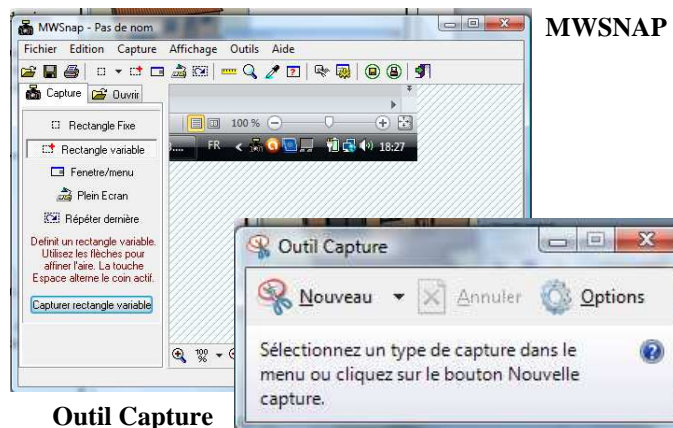 MWSnap - Pas de nom
MWSNAP
Fichier Edition Capture Affichage Outils Aide
Capture Ouvrir
Rectangle Fixe
Rectangle variable
Fenetre/menu
Plein Ecran
Répéter dernière
Definit un rectangle variable.
Utilisez les flèches pour
affiner l'aire. La touche
Espace alterne le coin actif.
Capturer rectangle variable
100 %
FR 18:27
100 %
Outil Capture
Nouveau Annuler Options
Sélectionnez un type de capture dans le
menu ou cliquez sur le bouton Nouvelle
capture.
Outil Capture